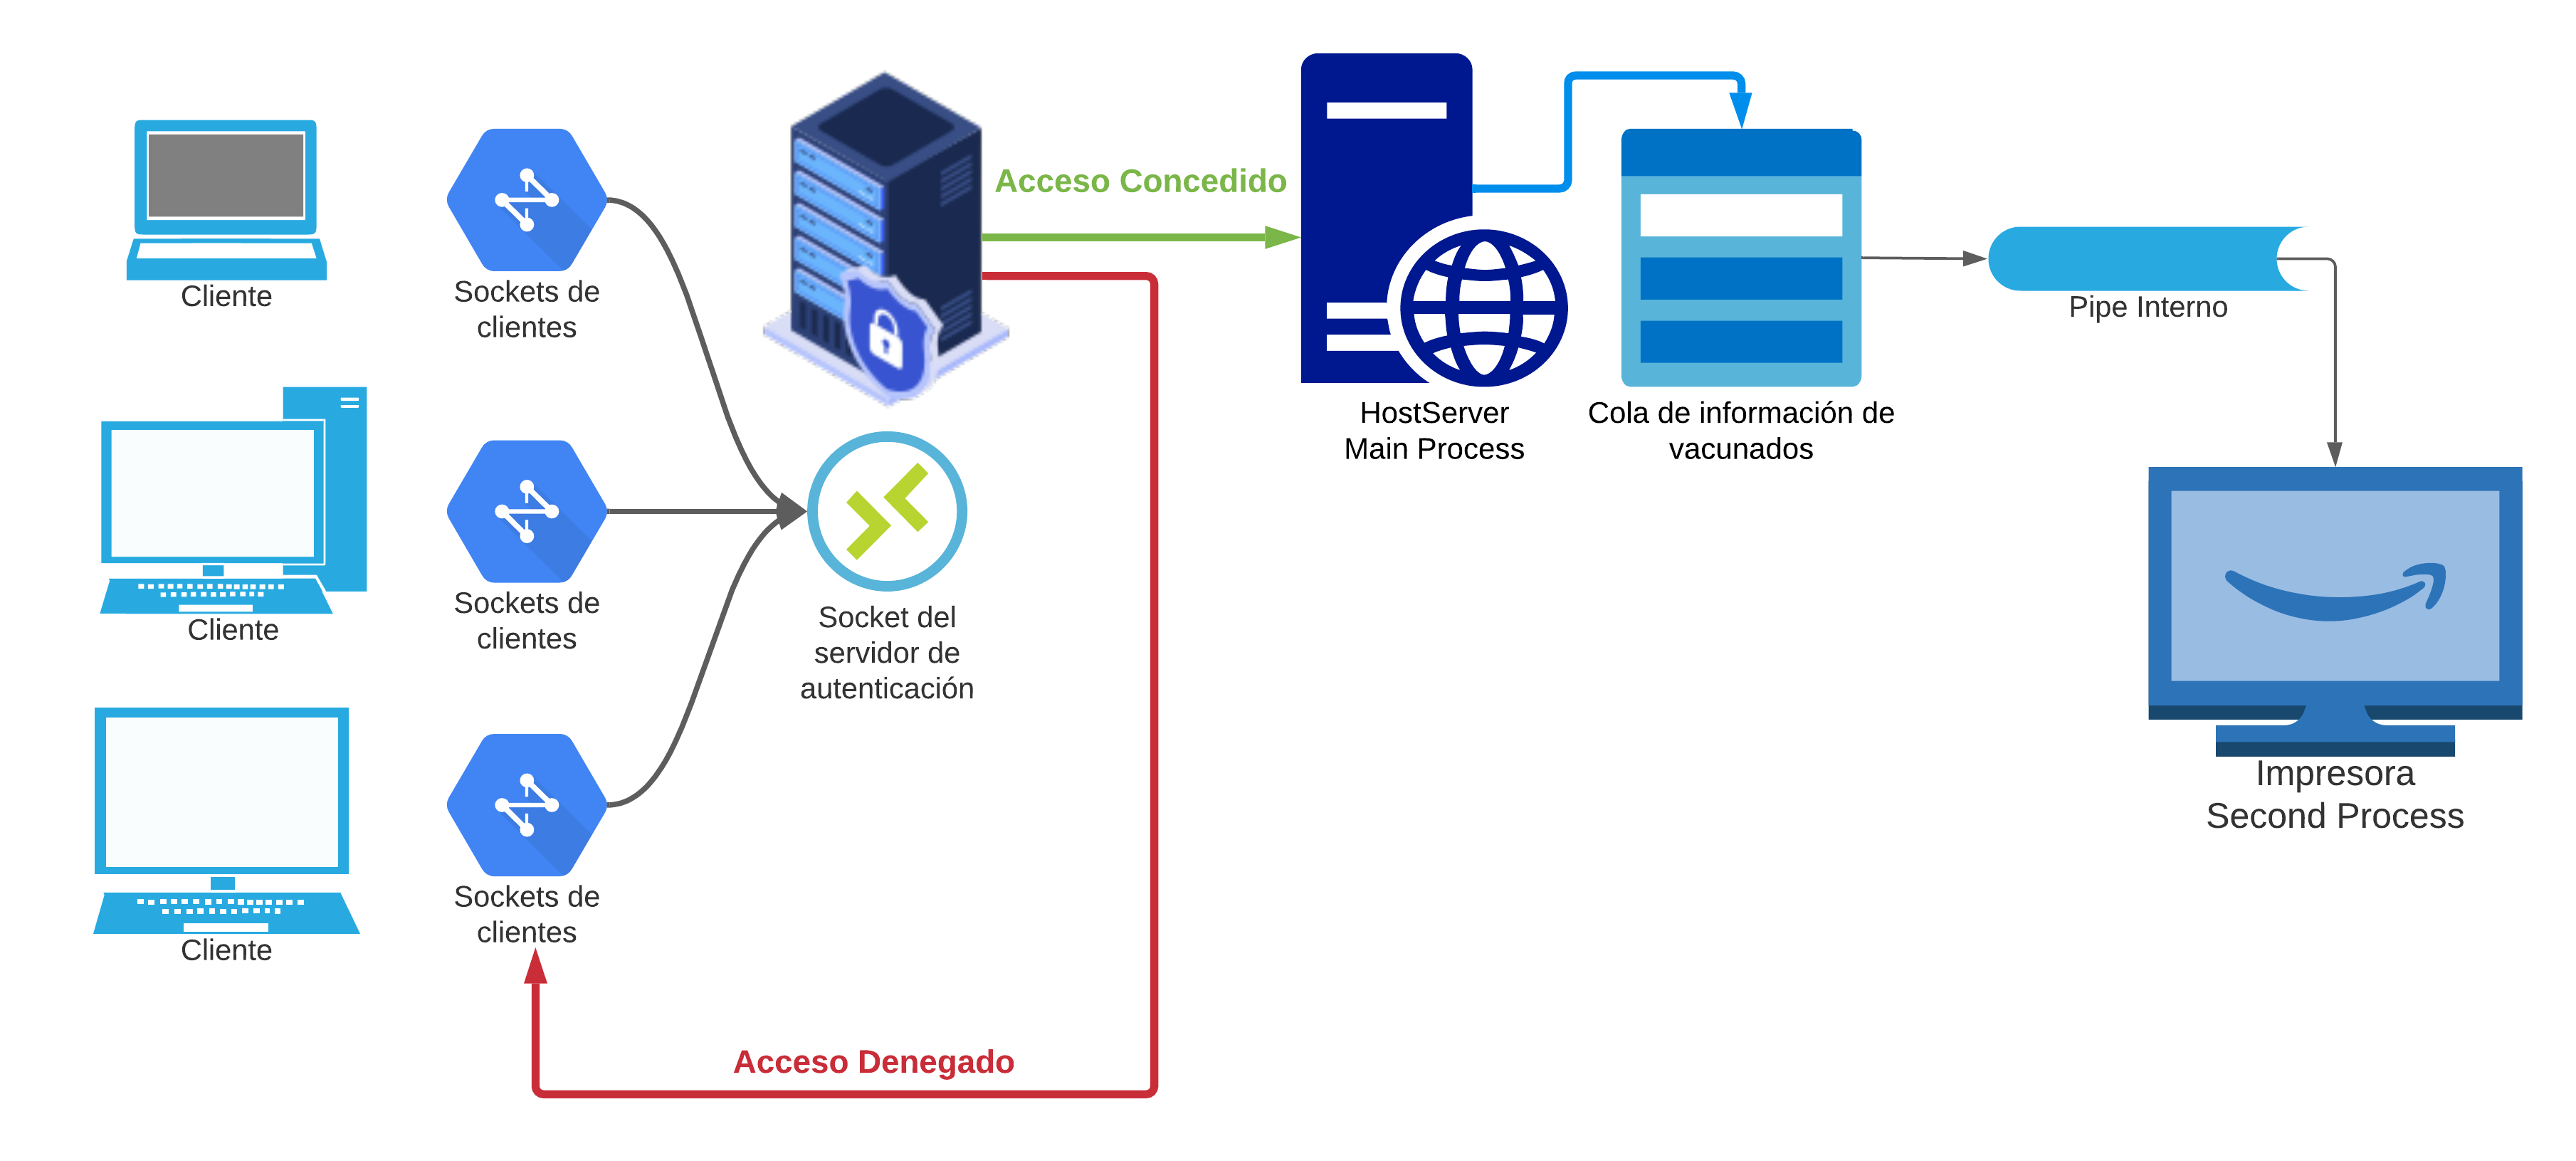 Cliente
Sockets de
clientes
Acceso Concedido
HostServer
Main Process
Cola de información de
vacunados
Pipe Interno
Cliente
Sockets de
clientes
Socket del
servidor de
autenticación
Impresora
Second Process
Cliente
Sockets de
clientes
Acceso Denegado